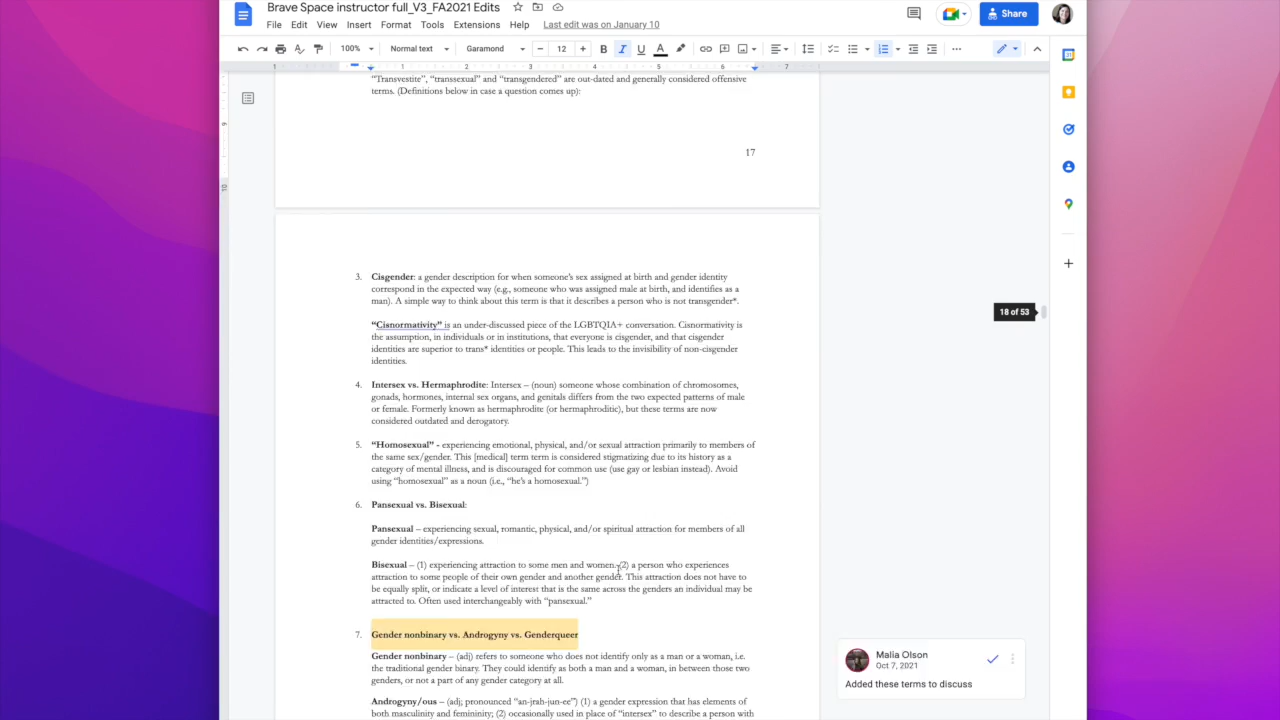 Brave Space instructor full_V3_FA2021 Edits
File Edit View Insert Format Tools Extensions Help Last edit was on January 10
Share
100% Normal text Garamond 12 B I U A
1 1 2 3 4 5 6 7
"Transvestite", "transsexual" and "transgendered" are out-dated and generally considered offensive
terms. (Definitions below in case a question comes up):
17
9
10
18 of 53
3. Cisgender: a gender description for when someone's sex assigned at birth and gender identity
correspond in the expected way (e.g., someone who was assigned male at birth, and identifies as a
man). A simple way to think about this term is that it describes a person who is not transgender*.
"Cisnormativity" is an under-discussed piece of the LGBTQIA+ conversation. Cisnormativity is
the assumption, in individuals or in institutions, that everyone is cisgender, and that cisgender
identities are superior to trans* identities or people. This leads to the invisibility of non-cisgender
identities.
4. Intersex vs. Hermaphrodite: Intersex – (noun) someone whose combination of chromosomes,
gonads, hormones, internal sex organs, and genitals differs from the two expected patterns of male
or female. Formerly known as hermaphrodite (or hermaphroditic), but these terms are now
considered outdated and derogatory.
5. "Homosexual" - experiencing emotional, physical, and/or sexual attraction primarily to members of
the same sex/gender. This [medical] term term is considered stigmatizing due to its history as a
category of mental illness, and is discouraged for common use (use gay or lesbian instead). Avoid
using "homosexual" as a noun (i.e., "he's a homosexual.")
6. Pansexual vs. Bisexual:
Pansexual – experiencing sexual, romantic, physical, and/or spiritual attraction for members of all
gender identities/expressions.
Bisexual – (1) experiencing attraction to some men and women. (2) a person who experiences
attraction to some people of their own gender and another gender. This attraction does not have to
be equally split, or indicate a level of interest that is the same across the genders an individual may be
attracted to. Often used interchangeably with "pansexual."
7. Gender nonbinary vs. Androgyny vs. Genderqueer
Gender nonbinary – (adj) refers to someone who does not identify only as a man or a woman, i.e.
the traditional gender binary. They could identify as both a man and a woman, in between those two
genders, or not a part of any gender category at all.
Androgyny/ous – (adj; pronounced "an-jrah-jun-ee") (1) a gender expression that has elements of
both masculinity and femininity; (2) occasionally used in place of "intersex" to describe a person with
Malia Olson
Oct 7, 2021
Added these terms to discuss